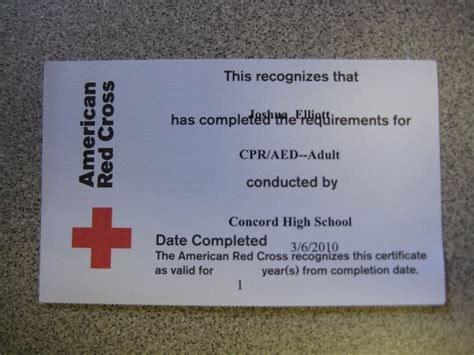 American
Red Cross
This recognizes that
Joshua Elliott
has completed the requirements for
CPR/AED--Adult
conducted by
Concord High School
Date Completed
3/6/2010
The American Red Cross recognizes this certificate
as valid for year(s) from completion date.
1